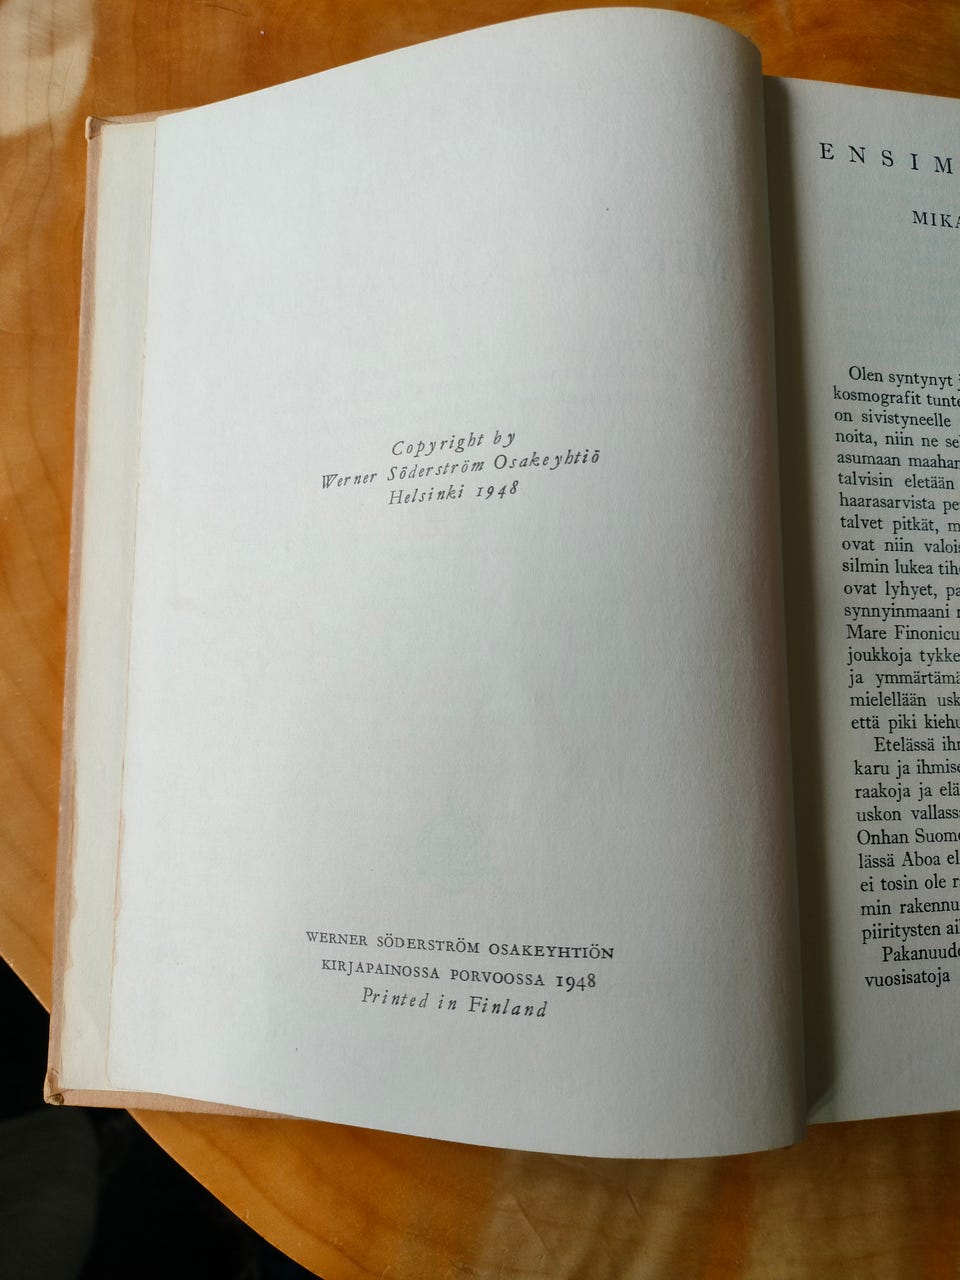 Copyright by
Werner Söderström Osakeyhtiö
Helsinki 1948
WERNER SÖDERSTRÖM OSAKEYHTIÖN
KIRJAPAINOSSA PORVOOSSA 1948
Printed in Finland
ENSIM
MIKA
Olen syntynyt
kosmografit tunte
on sivistyneelle
noita, niin ne se
asumaan maahan
talvisin eletään
haarasarvista pe
talvet pitkät, m
ovat niin valois
silmin lukea tih
ovat lyhyet, pa
synnyinmaani
Mare Finonicu
joukkoja tykke
ja ymmärtämä
mielellään usk
että piki kiehu
Etelässä ih
karu ja ihmise
raakoja ja elä
uskon vallass
Onhan Suom
lässä Aboa el
ei tosin ole r
min rakennu
piiritysten ai
Pakanuude
vuosisatoja